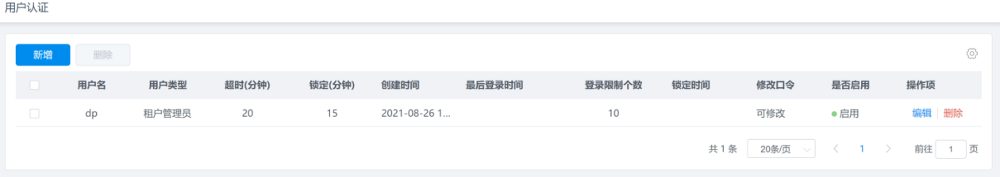 用户认证
新增 删除
用户名 用户类型 超时(分钟) 锁定(分钟) 创建时间 最后登录时间 登录限制个数 锁定时间 修改口令 是否启用 操作项
dp 租户管理员 20 15 2021-08-26 1... 10 可修改 启用 编辑 删除
共 1 条 20条/页 1 前往 1 页